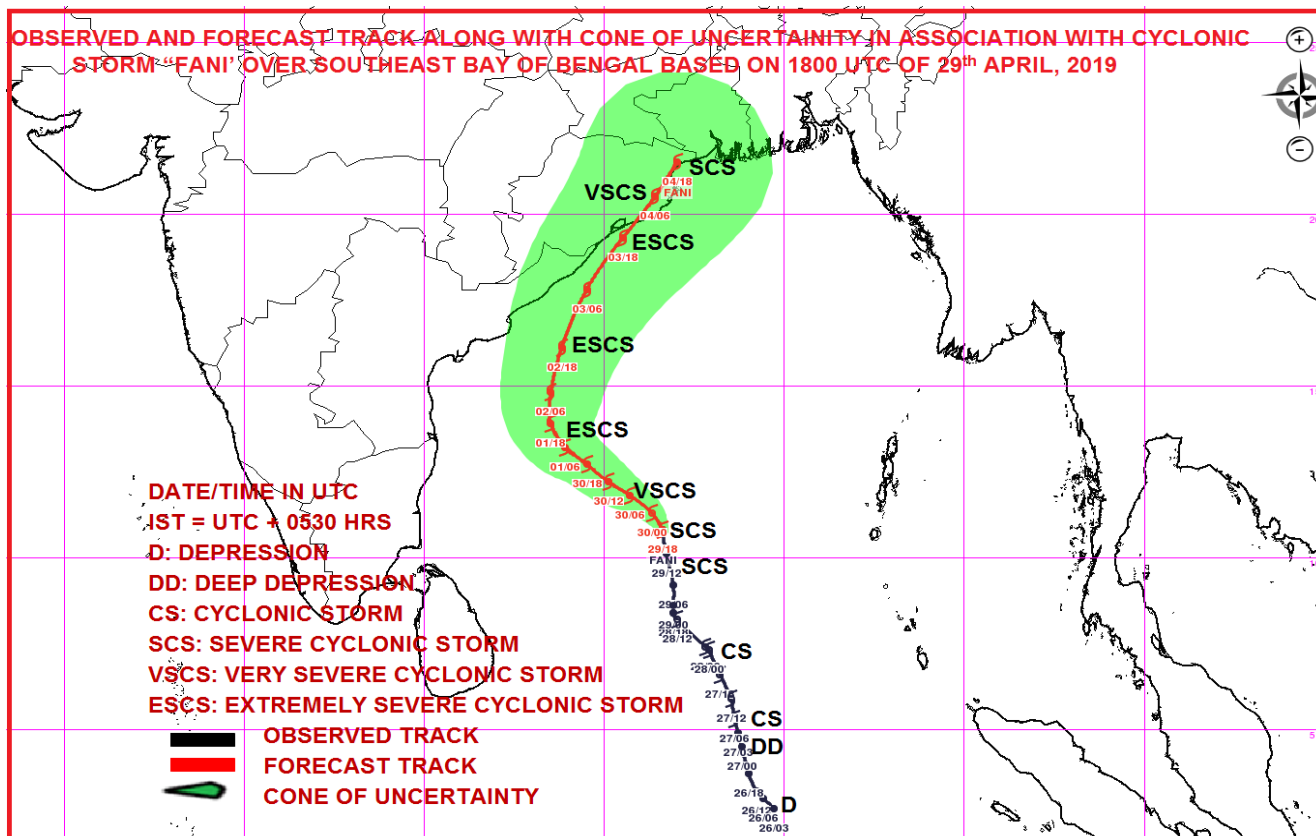 OBSERVED AND FORECAST TRACK ALONG WITH CONE OF UNCERTAINITY IN ASSOCIATION WITH CYCLONIC
STORM “FANI’ OVER SOUTHEAST BAY OF BENGAL BASED ON 1800 UTC OF 29th APRIL, 2019
SCS
04/18
FANI
VSCS
04/06
ESCS
03/18
03/06
ESCS
02/18
02/06
ESCS
01/18
01/06
30/18
VSCS
30/12
30/06
SCS
30/00
29/18
FANI
SCS
29/12
29/06
29/00
28/18
28/12
CS
28/00
27/12
CS
27/06
DD
27/03
27/00
26/18
D
26/12
26/06
26/03
DATE/TIME IN UTC
IST = UTC + 0530 HRS
D: DEPRESSION
DD: DEEP DEPRESSION
CS: CYCLONIC STORM
SCS: SEVERE CYCLONIC STORM
VSCS: VERY SEVERE CYCLONIC STORM
ESCS: EXTREMELY SEVERE CYCLONIC STORM
OBSERVED TRACK
FORECAST TRACK
CONE OF UNCERTAINTY